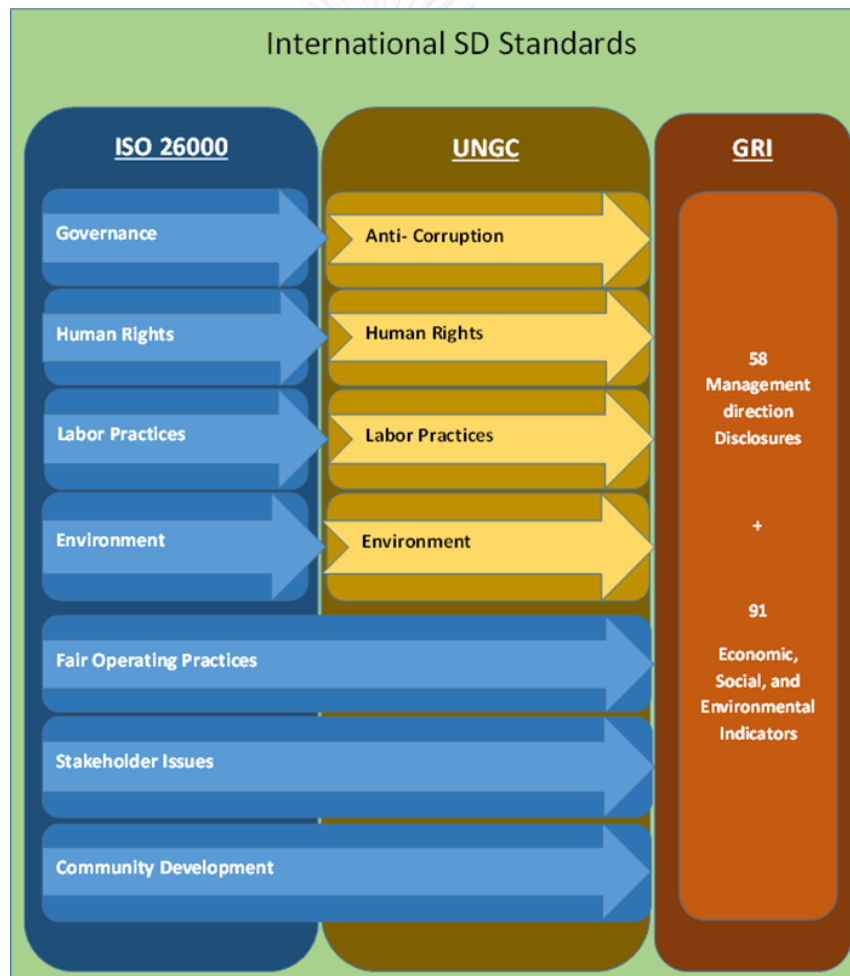 International SD Standards
ISO 26000
UNGC
GRI
Governance
Anti- Corruption
Human Rights
Human Rights
Labor Practices
Labor Practices
Environment
Environment
Fair Operating Practices
Stakeholder Issues
Community Development
58
Management
direction
Disclosures
+
91
Economic,
Social, and
Environmental
Indicators